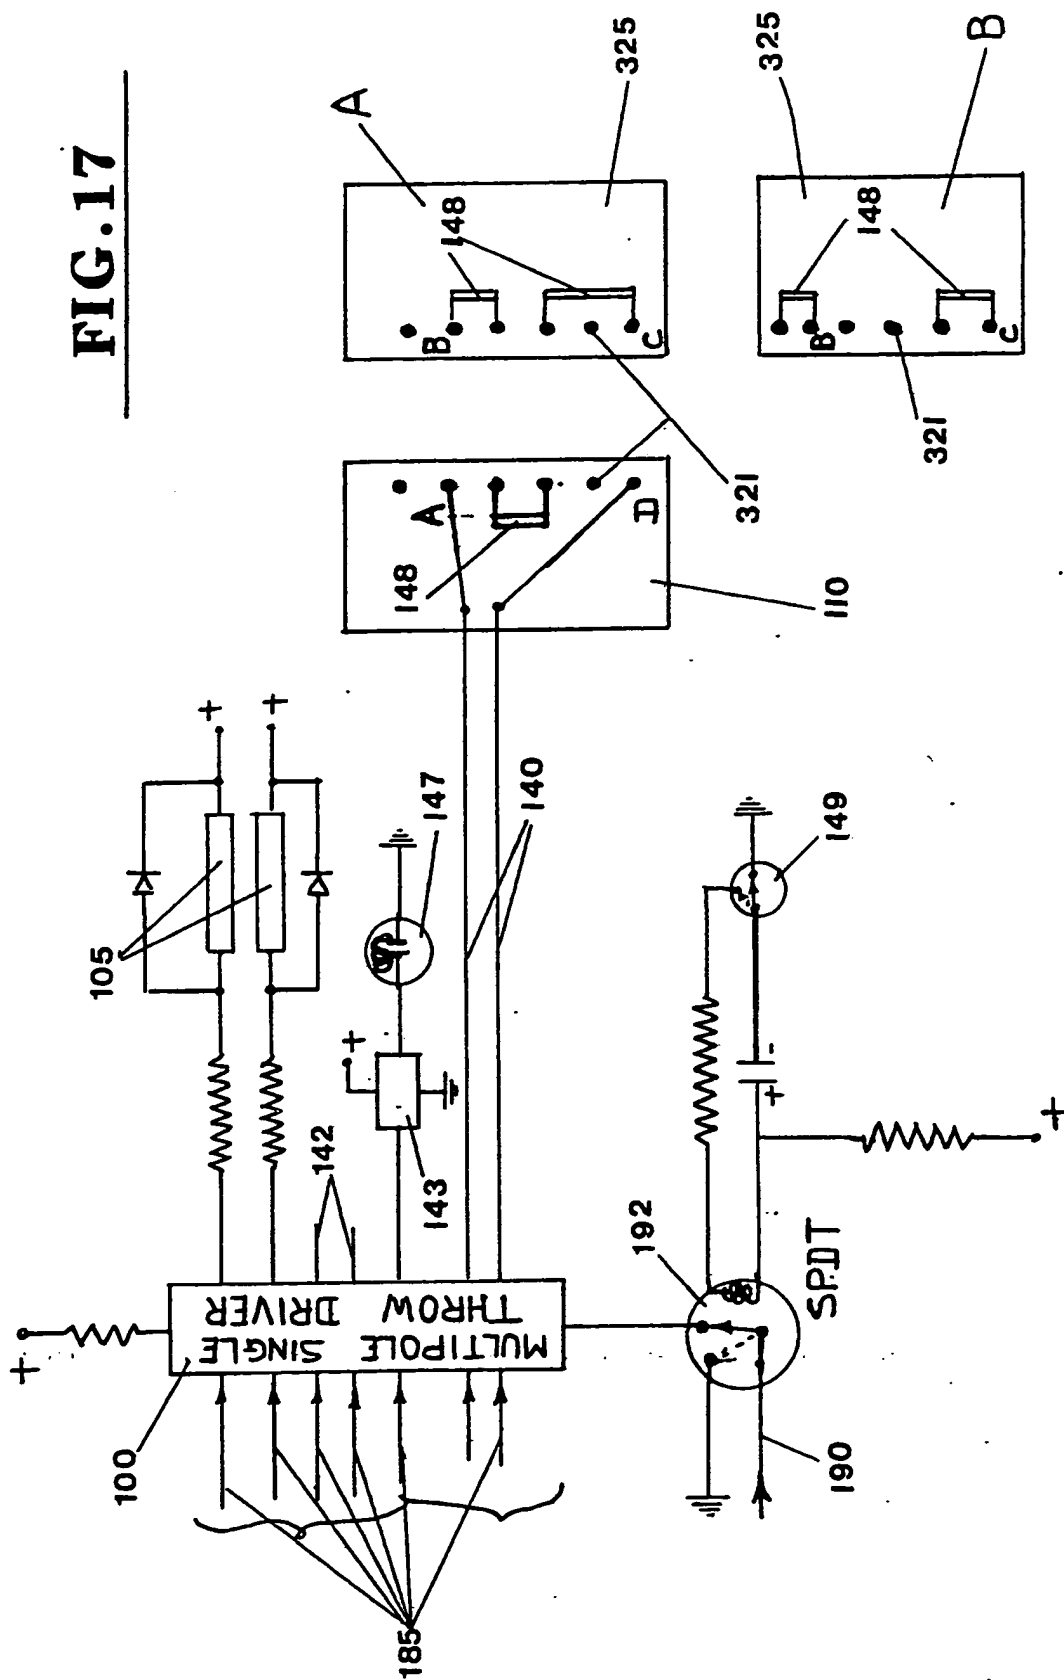 FIG.17
A
325
148
B
C
325
148
B
B
C
321
A
148
D
321
110
+
+
105
147
140
142
143
+
+
100
MULTIPOLE SINGLE
THROW DRIVER
185
192
SPDT
190
149
+
-
+